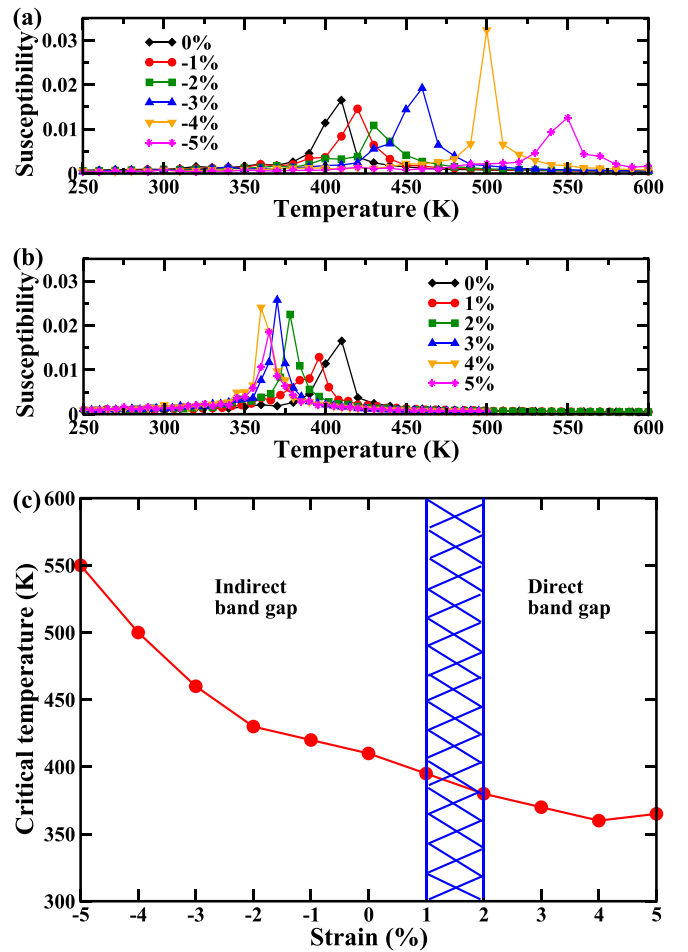 (a)
0.03
0.02
0.01
0
Susceptibility
0%
-1%
-2%
-3%
-4%
-5%
250 300 350 400 450 500 550 600
Temperature (K)
(b)
0.03
0.02
0.01
0
Susceptibility
0%
1%
2%
3%
4%
5%
250 300 350 400 450 500 550 600
Temperature (K)
(c)
600
550
500
450
400
350
300
Critical temperature (K)
Indirect
band gap
Direct
band gap
-5 -4 -3 -2 -1 0 1 2 3 4 5
Strain (%)